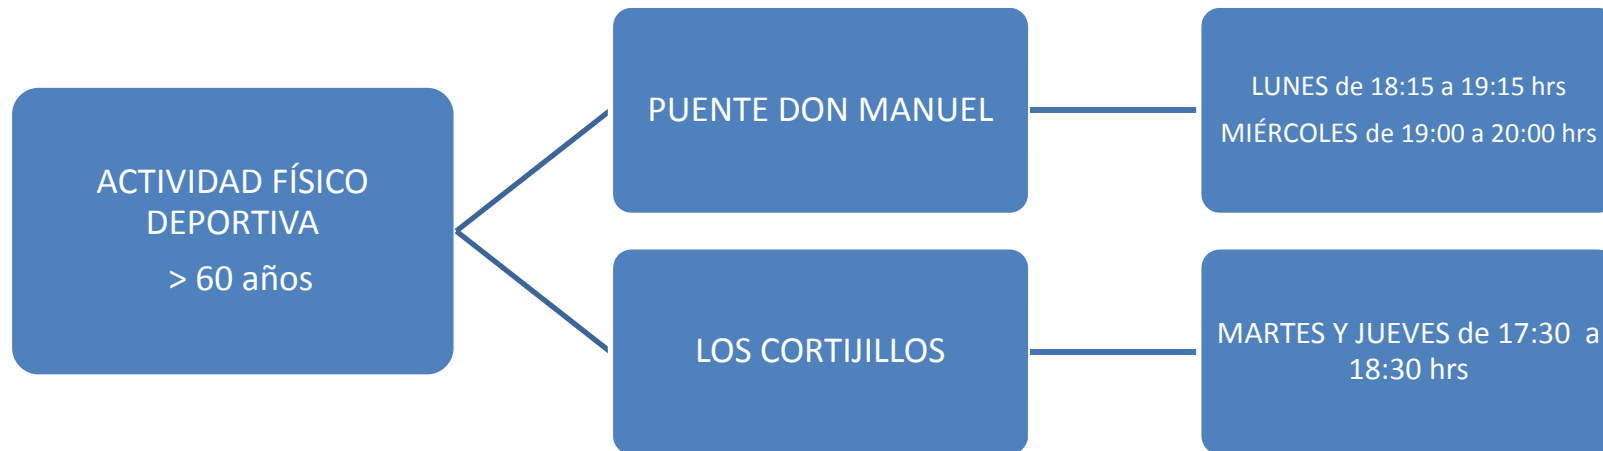 ACTIVIDAD FÍSICO
DEPORTIVA
> 60 años
PUENTE DON MANUEL
LUNES de 18:15 a 19:15 hrs
MIÉRCOLES de 19:00 a 20:00 hrs
LOS CORTIJILLOS
MARTES Y JUEVES de 17:30 a
18:30 hrs